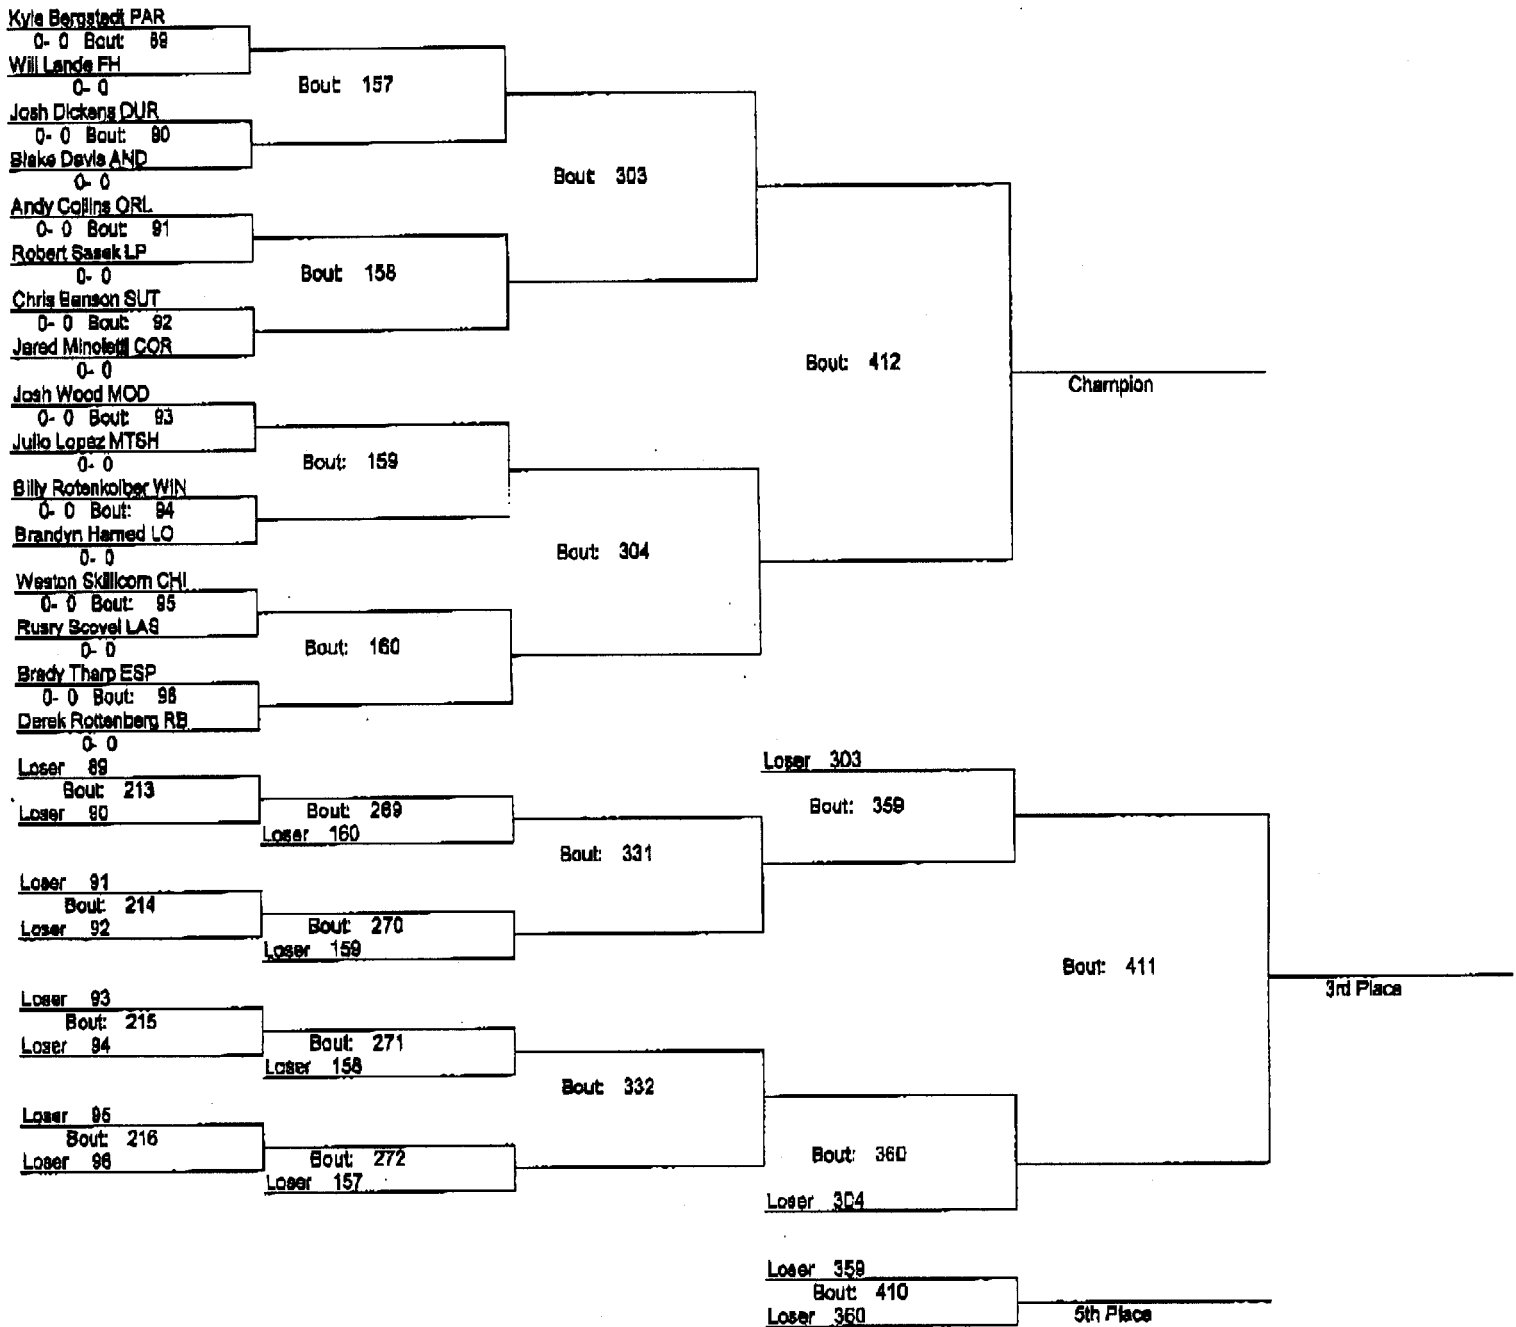 Kyle Bergstadt PAR
0- 0 Bout: 89
Will Lande FH
0- 0
Bout: 157
Josh Dickens DUR
0- 0 Bout: 90
Blake Davis AND
0- 0
Bout: 303
Andy Collins ORL
0- 0 Bout: 91
Robert Sasek LP
0- 0
Bout: 158
Chris Benson SUT
0- 0 Bout: 92
Jared Minoletti COR
0- 0
Bout: 412
Champion
Josh Wood MOD
0- 0 Bout: 93
Julio Lopez MTSH
0- 0
Bout: 159
Billy Rotenkolber WIN
0- 0 Bout: 94
Brandyn Hamed LO
0- 0
Bout: 304
Weston Skillicorn CHI
0- 0 Bout: 95
Rusry Scovel LAS
0- 0
Bout: 160
Brady Tharp ESP
0- 0 Bout: 96
Derek Rottenberg RB
0- 0
Loser 89
Bout: 213
Loser 90
Bout: 269
Loser 160
Bout: 331
Loser 303
Bout: 359
Loser 91
Bout: 214
Loser 92
Bout: 270
Loser 159
Bout: 411
3rd Place
Loser 93
Bout: 215
Loser 94
Bout: 271
Loser 158
Bout: 332
Loser 95
Bout: 216
Loser 96
Bout: 272
Loser 157
Bout: 360
Loser 304
Loser 359
Bout: 410
Loser 360
5th Place